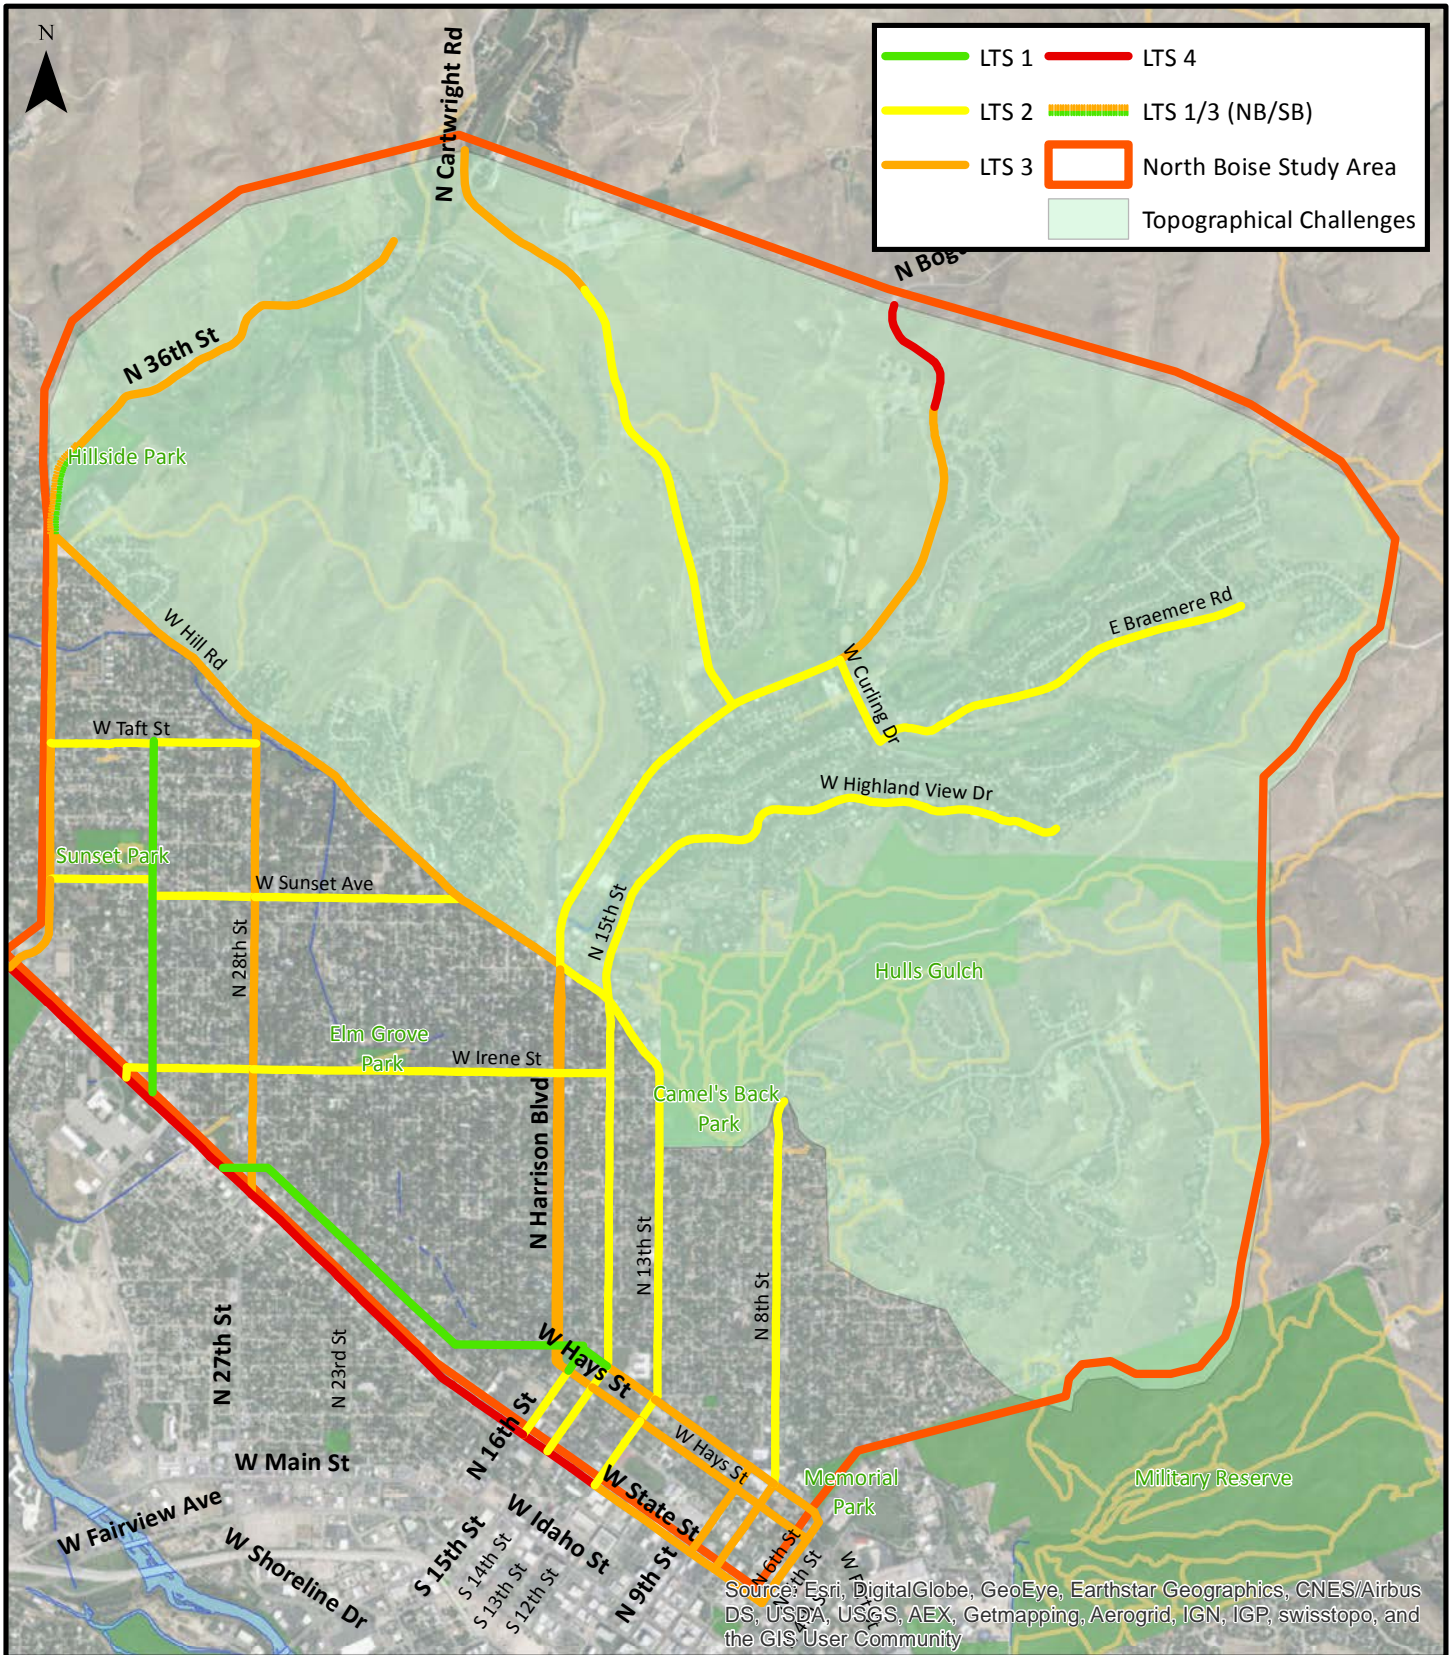 N
N Cartwright Rd
LTS 1
LTS 4
LTS 2
LTS 1/3 (NB/SB)
LTS 3
North Boise Study Area
Topographical Challenges
N 36th St
Hillside Park
W Hill Rd
E Braemere Rd
W Curling Dr
W Taft St
W Highland View Dr
Sunset Park
W Sunset Ave
N 15th St
N 28th St
Hulls Gulch
Elm Grove
Park
W Irene St
Camel's Back
Park
N Harrison Blvd
N 13th St
N 8th St
N 27th St
N 23rd St
W Hays St
N 16th St
W Hays St
W Main St
Memorial
Park
Military Reserve
W State St
W Fairview Ave
W Idaho St
W Shoreline Dr
S 15th St
S 14th St
S 13th St
S 12th St
N 9th St
N 6th St
Source: Esri, DigitalGlobe, GeoEye, Earthstar Geographics, CNES/Airbus
DS, USDA, USGS, AEX, Getmapping, Aerogrid, IGN, IGP, swisstopo, and
the GIS User Community